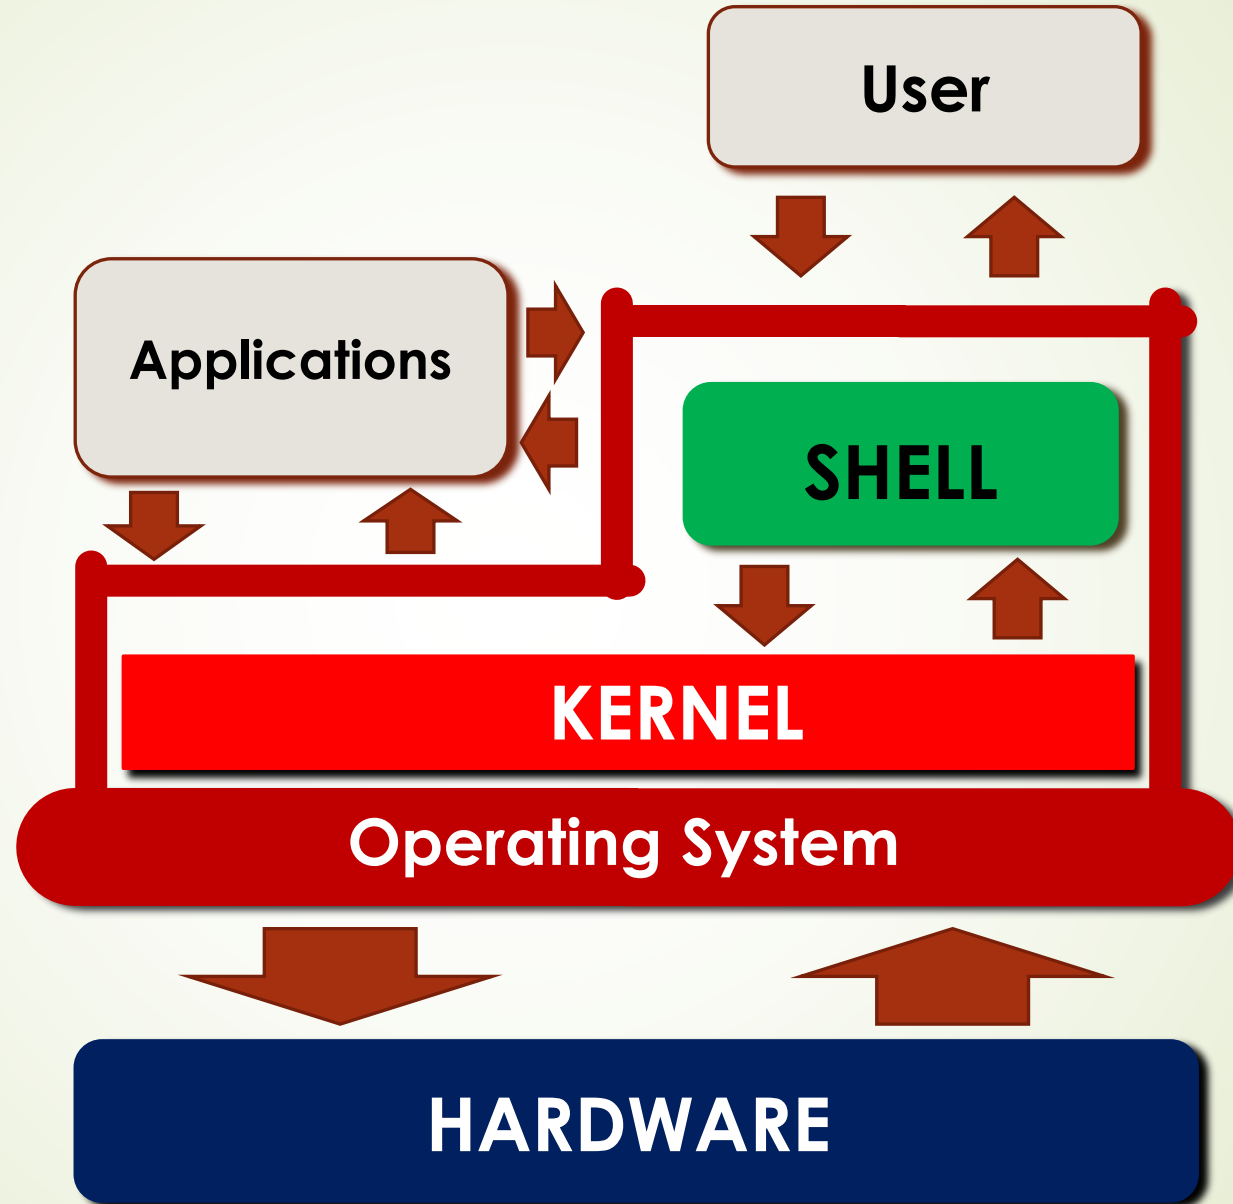 User
Applications
SHELL
KERNEL
Operating System
HARDWARE